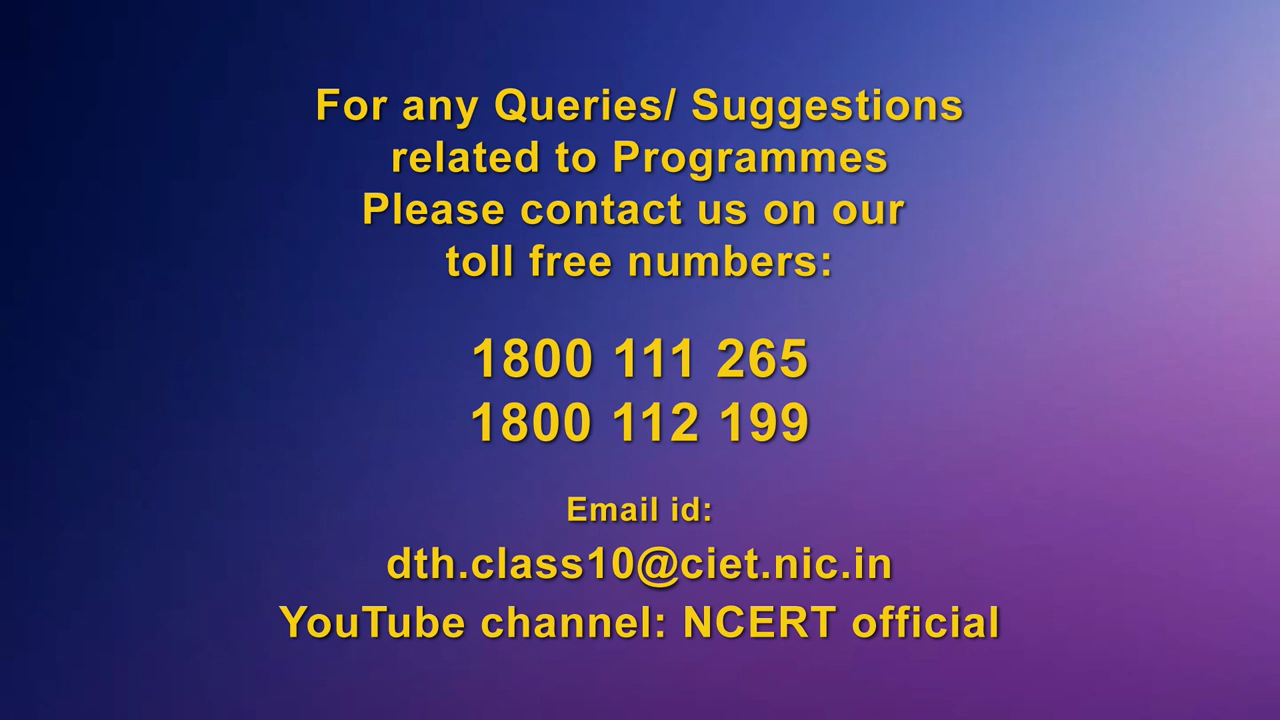 For any Queries/ Suggestions
related to Programmes
Please contact us on our
toll free numbers:
1800 111 265
1800 112 199
Email id:
dth.class10@ciet.nic.in
YouTube channel: NCERT official